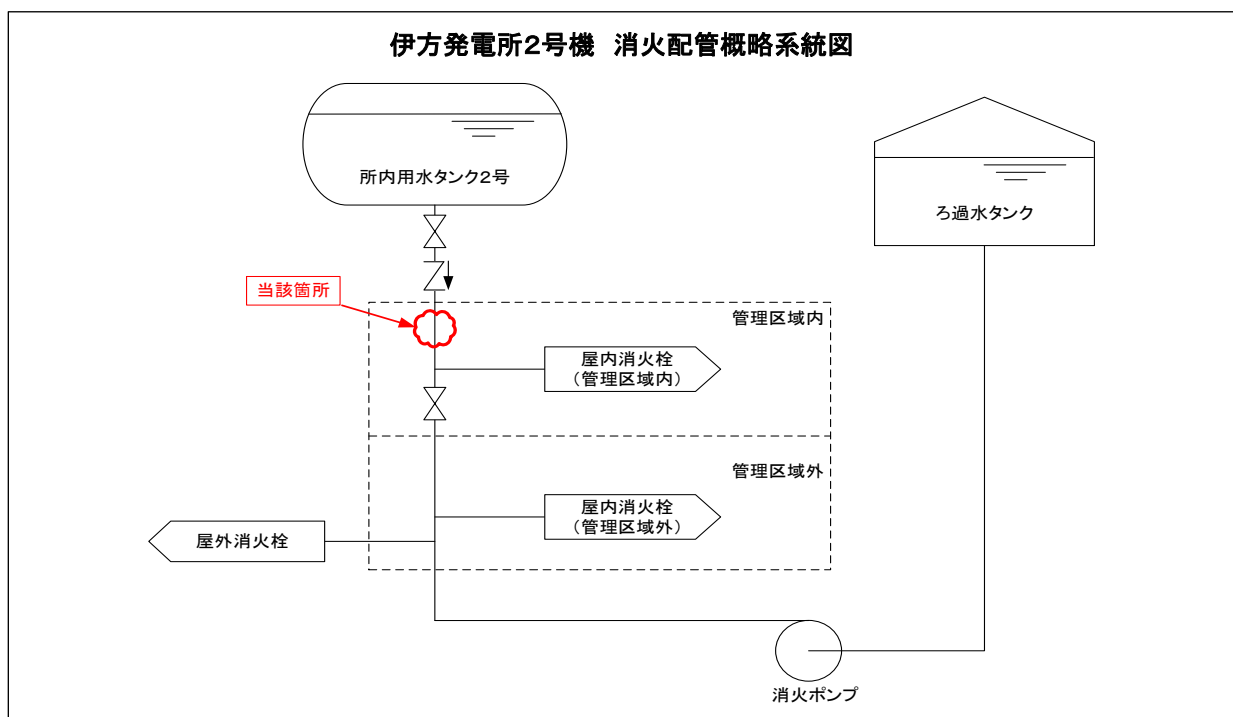 伊方発電所2号機 消火配管概略系統図
所内用水タンク2号
ろ過水タンク
当該箇所
管理区域内
屋内消火栓
（管理区域内）
管理区域外
屋内消火栓
（管理区域外）
屋外消火栓
消火ポンプ